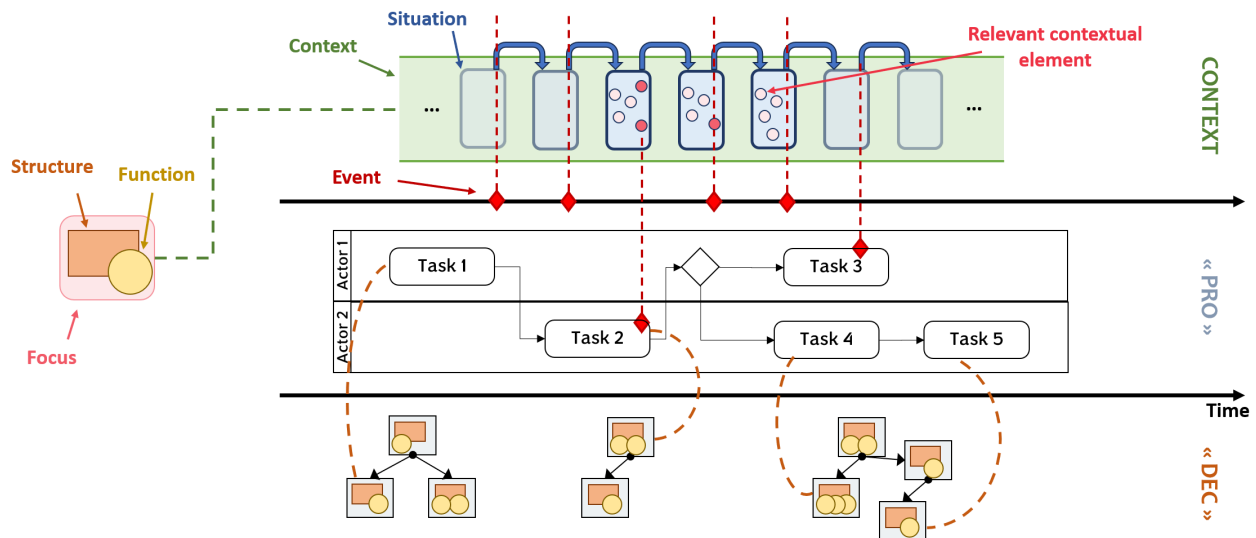 Situation
Context
Relevant contextual
element
...
...
CONTEXT
Structure
Function
Event
Focus
Actor 1
Task 1
Task 3
« PRO »
Actor 2
Task 2
Task 4
Task 5
Time
« DEC »